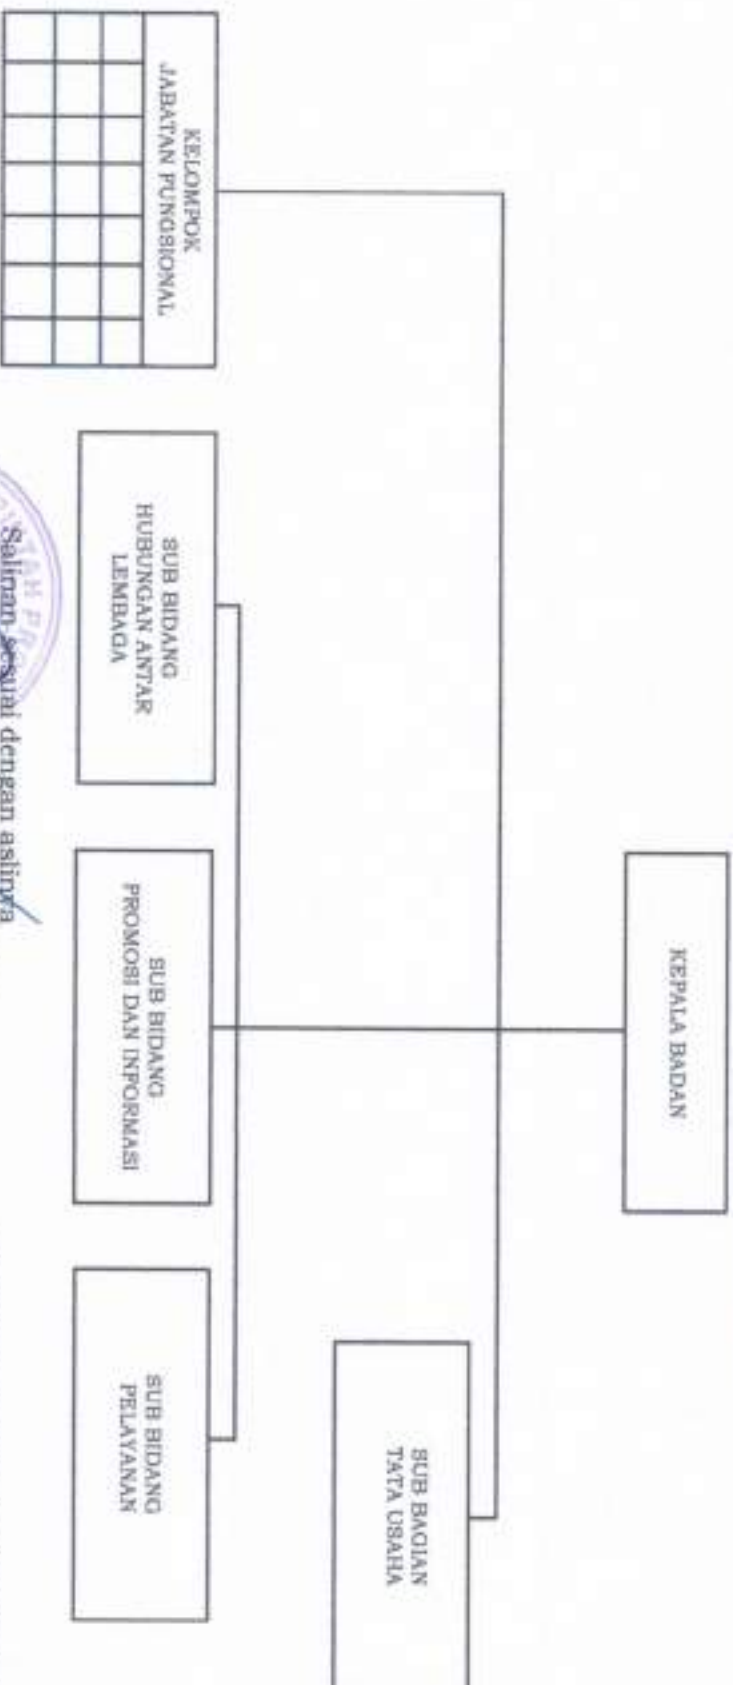 KEPALA BADAN
SUB BAGIAN
TATA USAHA
KELOMPOK
JABATAN FUNGSIONAL
SUB BIDANG
HUBUNGAN ANTAR
LEMBAGA
SUB BIDANG
PROMOSI DAN INFORMASI
SUB BIDANG
PELAYANAN
Salinan sesuai dengan aslinya